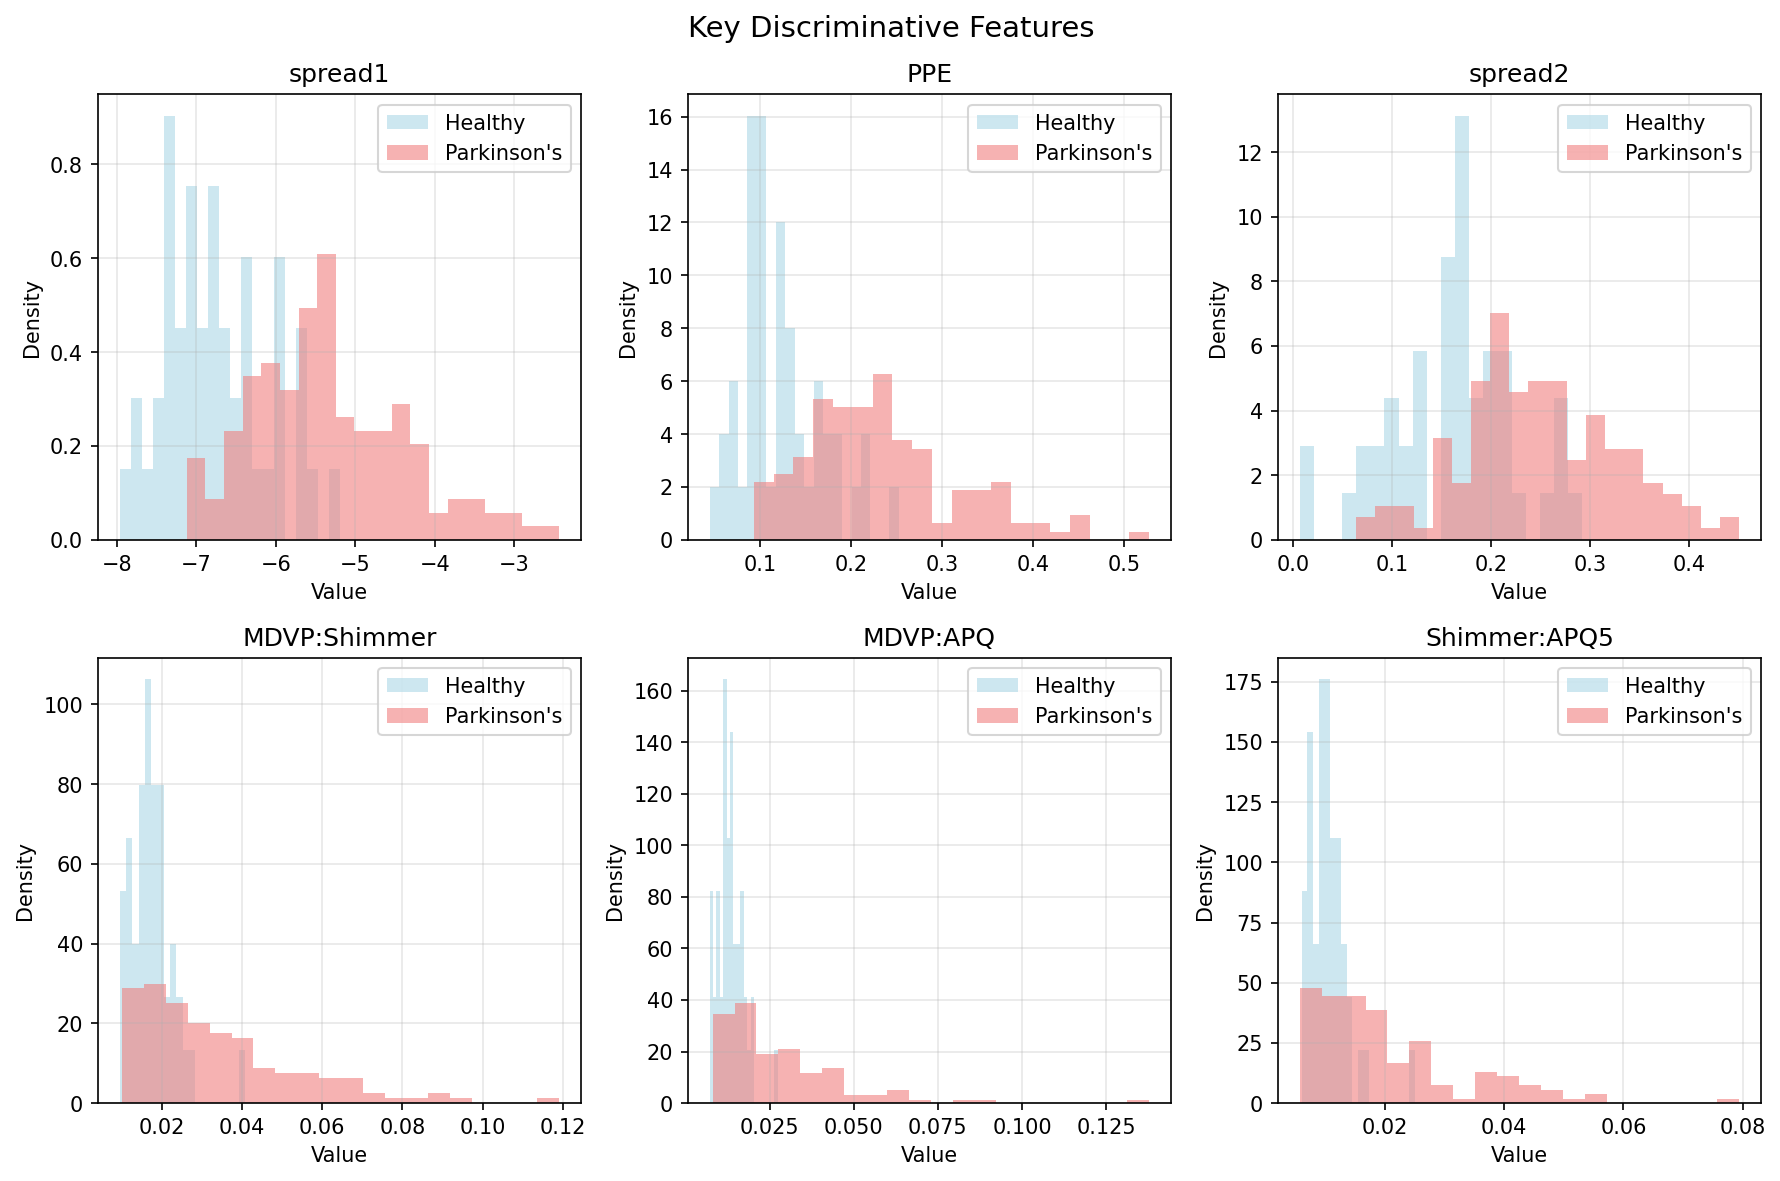 Key Discriminative Features
spread1
Density
0.8
0.6
0.4
0.2
0.0
Healthy
Parkinson's
−8 −7 −6 −5 −4 −3
Value
PPE
Density
16
14
12
10
8
6
4
2
0
Healthy
Parkinson's
0.1 0.2 0.3 0.4 0.5
Value
spread2
Density
12
10
8
6
4
2
0
Healthy
Parkinson's
0.0 0.1 0.2 0.3 0.4
Value
MDVP:Shimmer
Density
100
80
60
40
20
0
Healthy
Parkinson's
0.02 0.04 0.06 0.08 0.10 0.12
Value
MDVP:APQ
Density
160
140
120
100
80
60
40
20
0
Healthy
Parkinson's
0.025 0.050 0.075 0.100 0.125
Value
Shimmer:APQ5
Density
175
150
125
100
75
50
25
0
Healthy
Parkinson's
0.02 0.04 0.06 0.08
Value